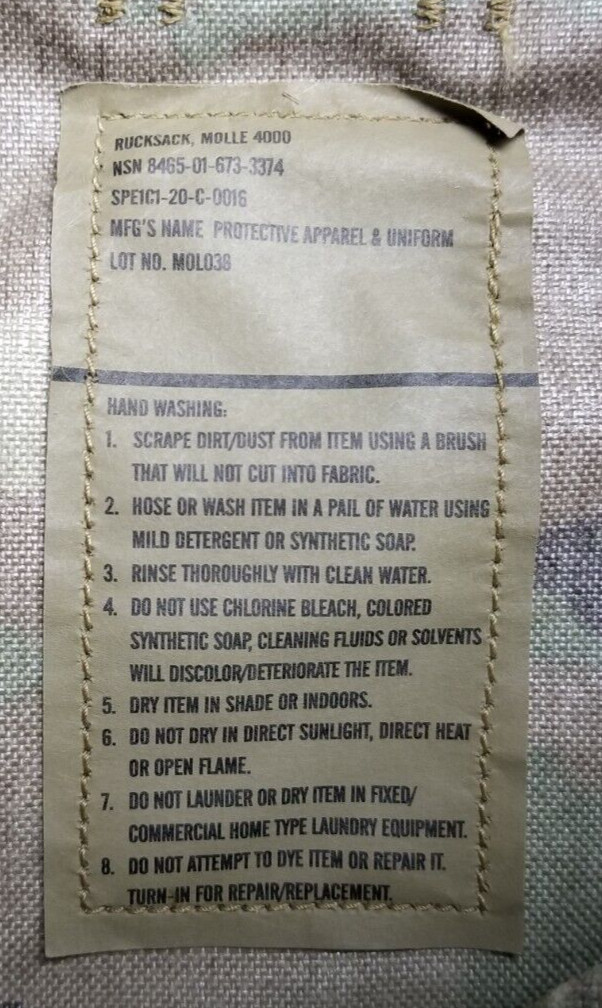 RUCKSACK, MOLLE 4000
NSN 8465-01-673-3374
SPE1C1-20-C-0016
MFG'S NAME PROTECTIVE APPAREL & UNIFORM
LOT NO. MOL038
HAND WASHING:
1. SCRAPE DIRT/DUST FROM ITEM USING A BRUSH
THAT WILL NOT CUT INTO FABRIC.
2. HOSE OR WASH ITEM IN A PAIL OF WATER USING
MILD DETERGENT OR SYNTHETIC SOAP.
3. RINSE THOROUGHLY WITH CLEAN WATER.
4. DO NOT USE CHLORINE BLEACH, COLORED
SYNTHETIC SOAP, CLEANING FLUIDS OR SOLVENTS
WILL DISCOLOR/DETERIORATE THE ITEM.
5. DRY ITEM IN SHADE OR INDOORS.
6. DO NOT DRY IN DIRECT SUNLIGHT, DIRECT HEAT
OR OPEN FLAME.
7. DO NOT LAUNDER OR DRY ITEM IN FIXED/
COMMERCIAL HOME TYPE LAUNDRY EQUIPMENT.
8. DO NOT ATTEMPT TO DYE ITEM OR REPAIR IT.
TURN-IN FOR REPAIR/REPLACEMENT.